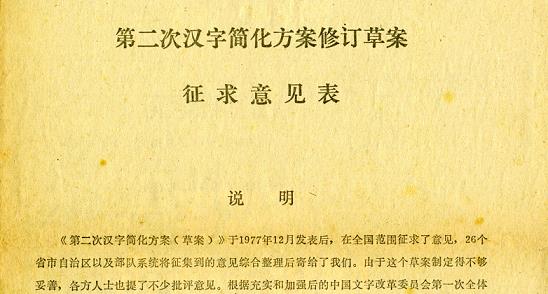 第二次汉字简化方案修订草案
征求意见表
说 明
《第二次汉字简化方案（草案）》于1977年12月发表后，在全国范围征求了意见，26个
省市自治区以及部队系统将征集到的意见综合整理后寄给了我们。由于这个草案制定得不够
妥善，各方人士也提了不少批评意见。根据充实和加强后的中国文字改革委员会第一次全体